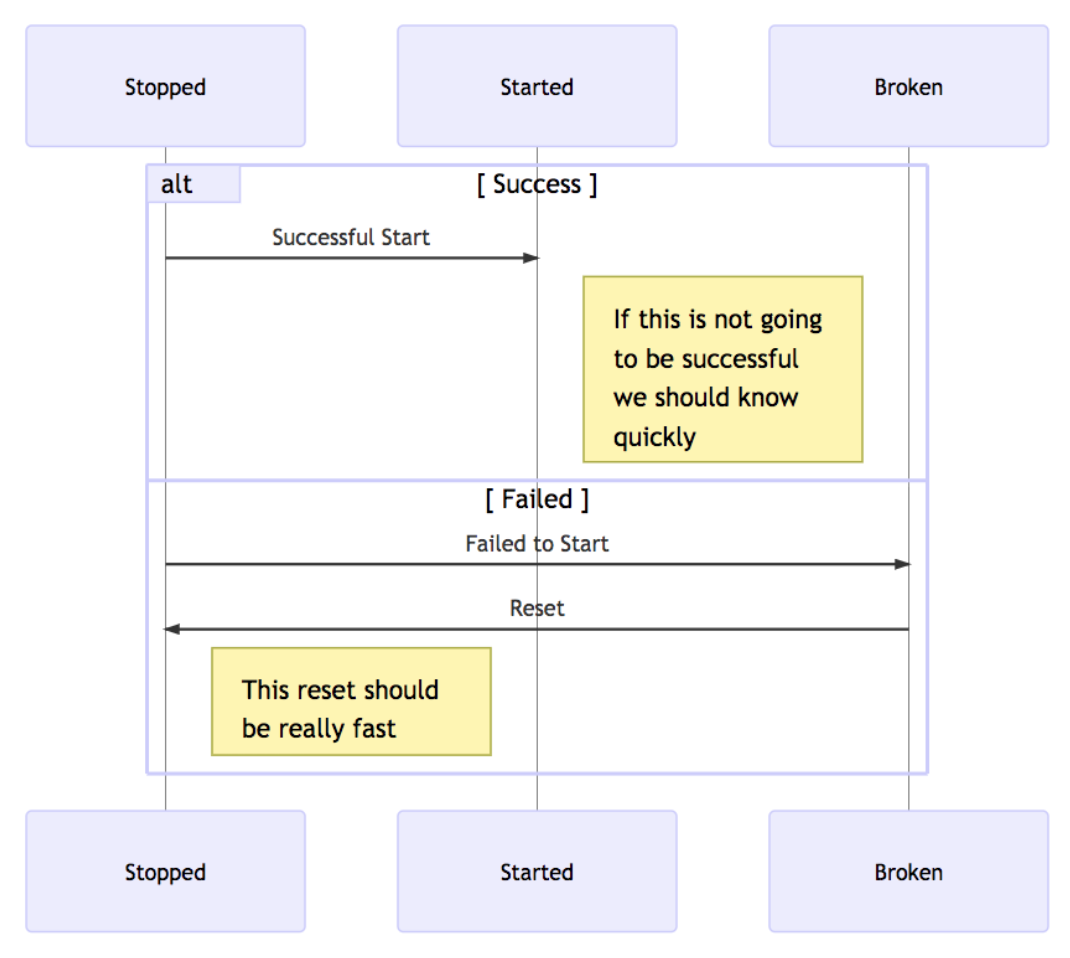 Stopped
Started
Broken
alt
[ Success ]
Successful Start
If this is not going
to be successful
we should know
quickly
[ Failed ]
Failed to Start
Reset
This reset should
be really fast
Stopped
Started
Broken